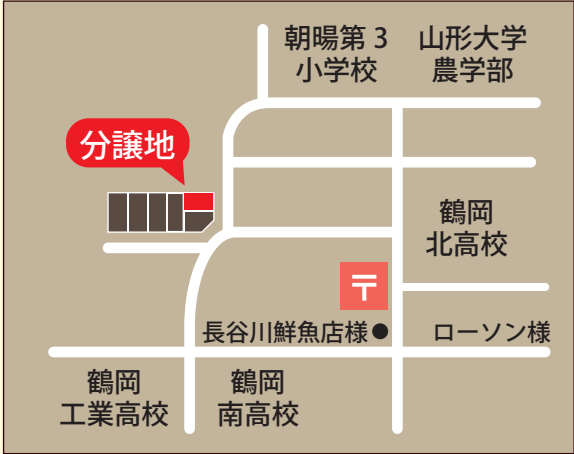 朝暘第3
小学校
山形大学
農学部
分譲地
鶴岡
北高校
〒
長谷川鮮魚店様
ローソン様
鶴岡
工業高校
鶴岡
南高校